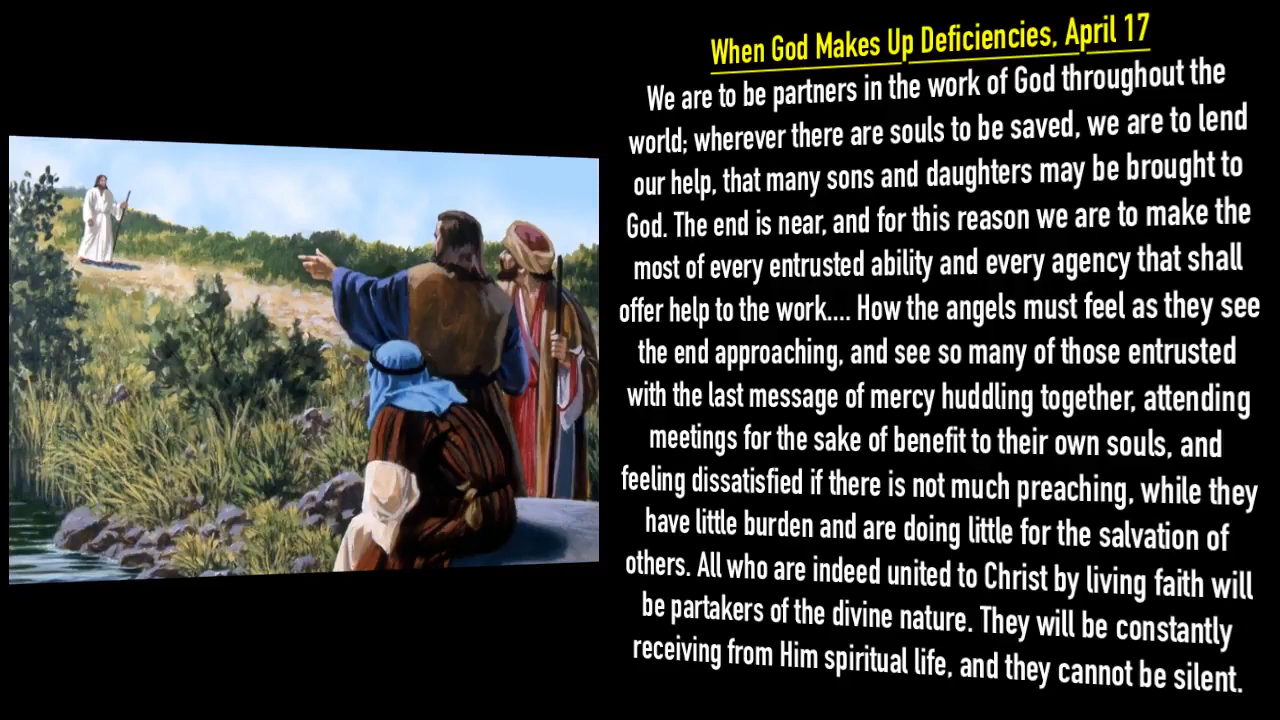 When God Makes Up Deficiencies, April 17
We are to be partners in the work of God throughout the
world; wherever there are souls to be saved, we are to lend
our help, that many sons and daughters may be brought to
God. The end is near, and for this reason we are to make the
most of every entrusted ability and every agency that shall
offer help to the work.... How the angels must feel as they see
the end approaching, and see so many of those entrusted
with the last message of mercy huddling together, attending
meetings for the sake of benefit to their own souls, and
feeling dissatisfied if there is not much preaching, while they
have little burden and are doing little for the salvation of
others. All who are indeed united to Christ by living faith will
be partakers of the divine nature. They will be constantly
receiving from Him spiritual life, and they cannot be silent.